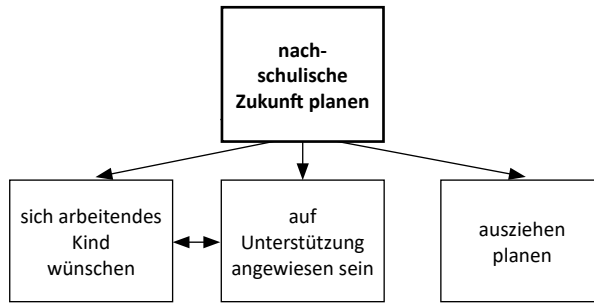 nach-
schulische
Zukunft planen
sich arbeitendes
Kind
wünschen
auf
Unterstützung
angewiesen sein
ausziehen
planen